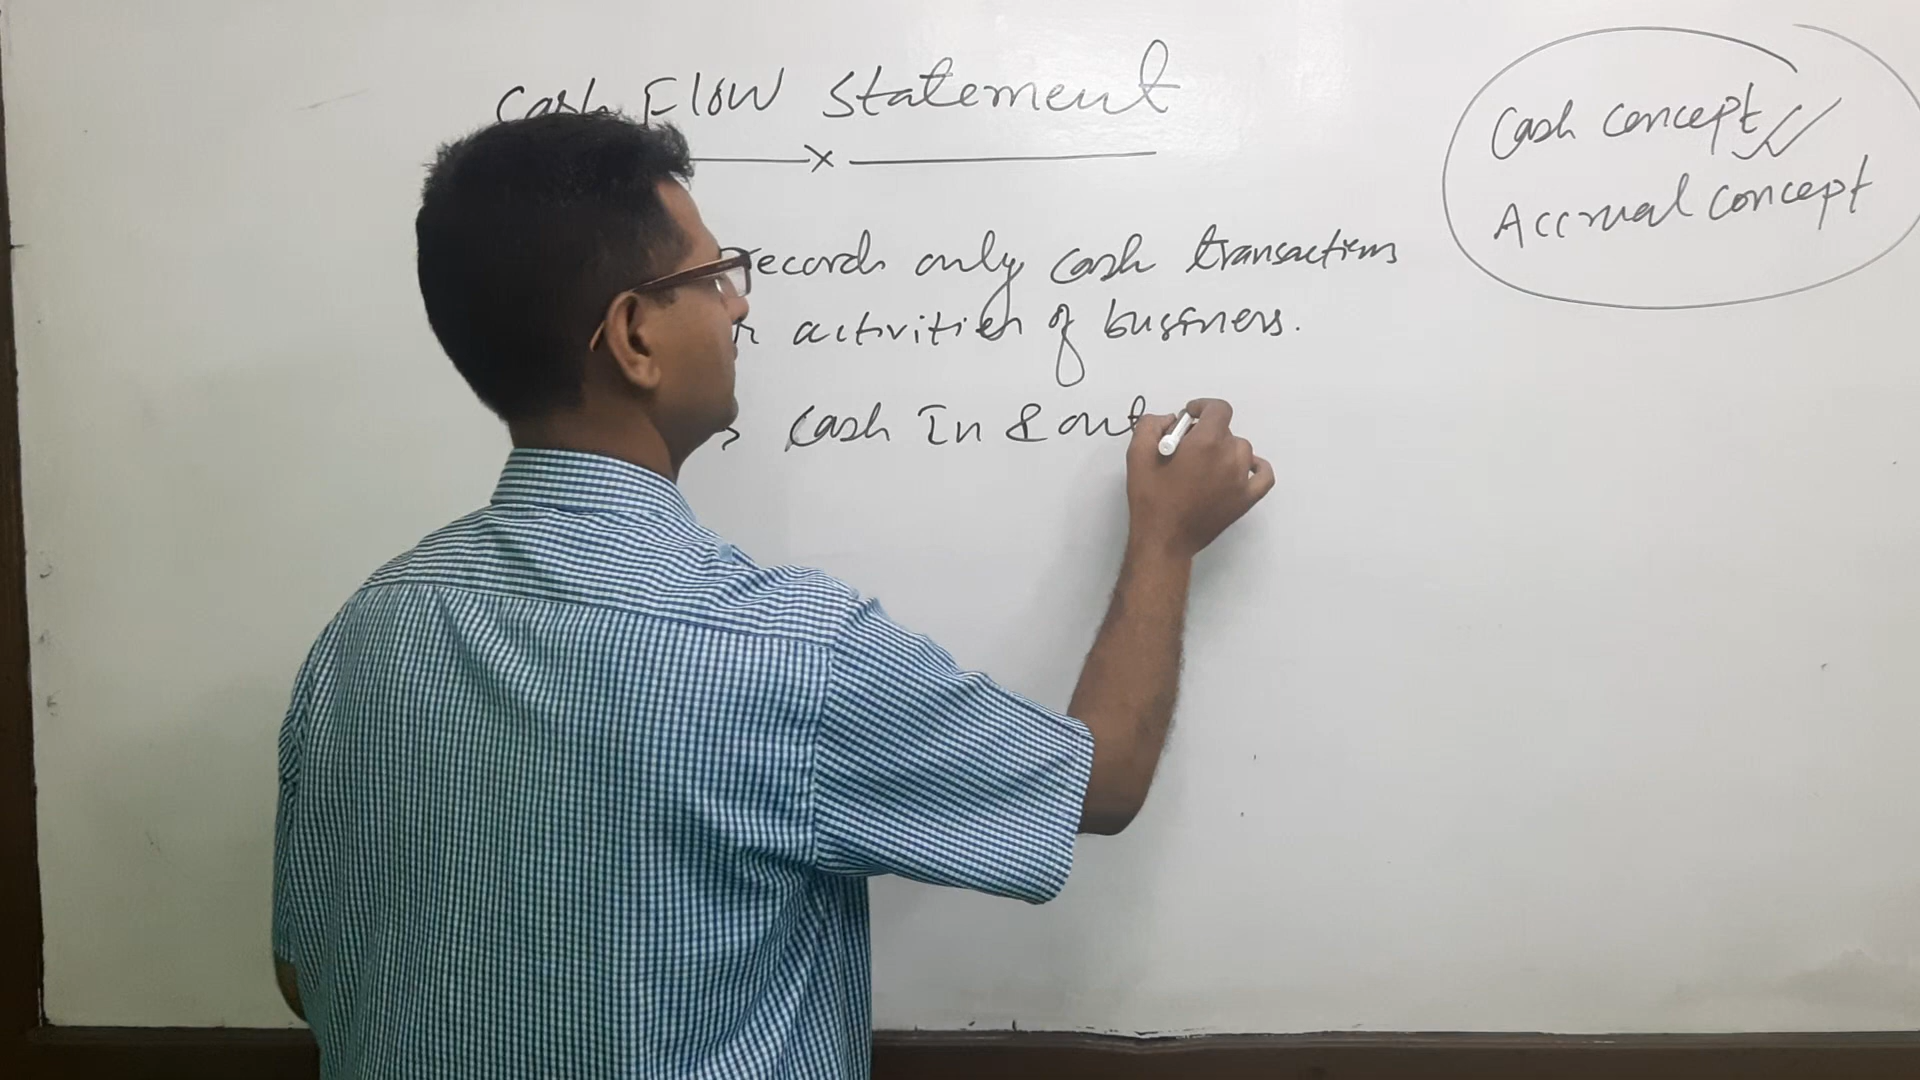 Cash Flow Statement
x
records only cash transactions
activities of business.
Cash In & out
Cash concept ✓
Accrual concept